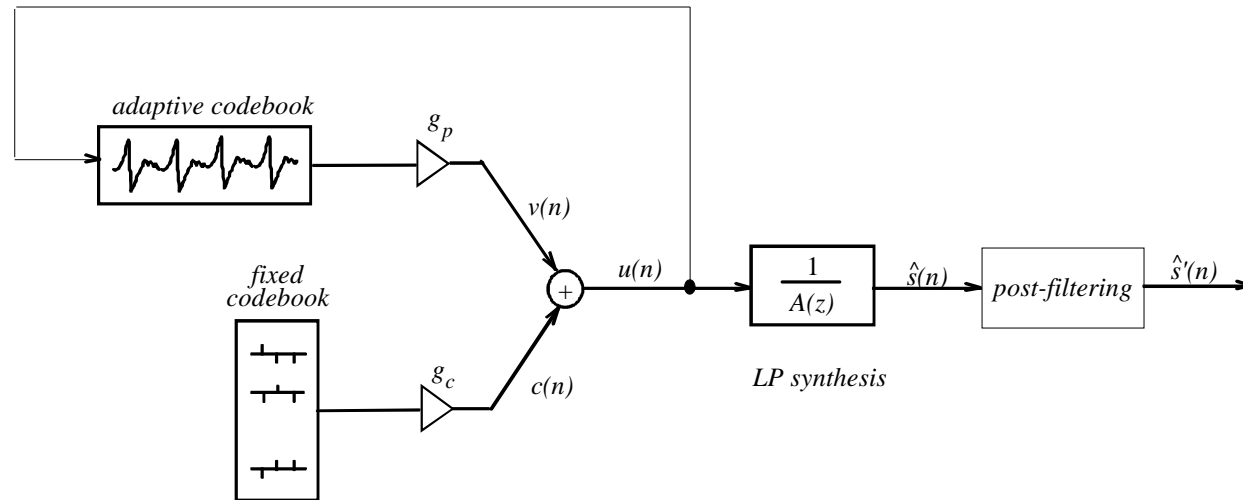 adaptive codebook
g_p
v(n)
fixed
codebook
g_c
c(n)
+
u(n)
1
A(z)
LP synthesis
ŝ(n)
post-filtering
ŝ'(n)